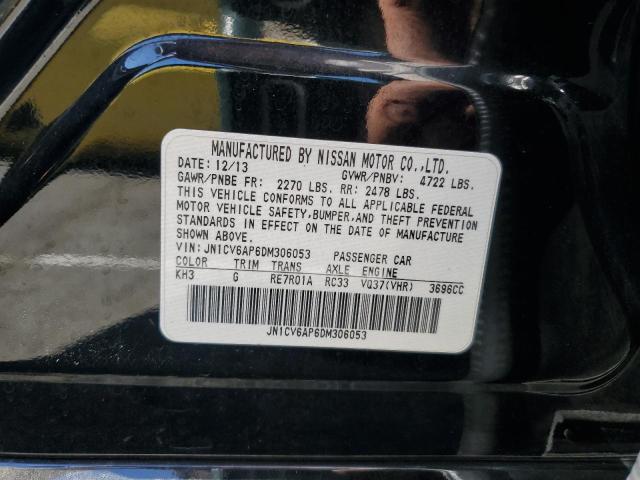 MANUFACTURED BY NISSAN MOTOR CO.,LTD.
DATE: 12/13 GVWR/PNBV: 4722 LBS.
GAWR/PNBE FR: 2270 LBS. RR: 2478 LBS.
THIS VEHICLE CONFORMS TO ALL APPLICABLE FEDERAL
MOTOR VEHICLE SAFETY,BUMPER,AND THEFT PREVENTION
STANDARDS IN EFFECT ON THE DATE OF MANUFACTURE
SHOWN ABOVE.
VIN: JN1CV6AP6DM306053 PASSENGER CAR
COLOR TRIM TRANS AXLE ENGINE
KH3 G RE7R01A RC33 VQ37(VHR) 3696CC
JN1CV6AP6DM306053